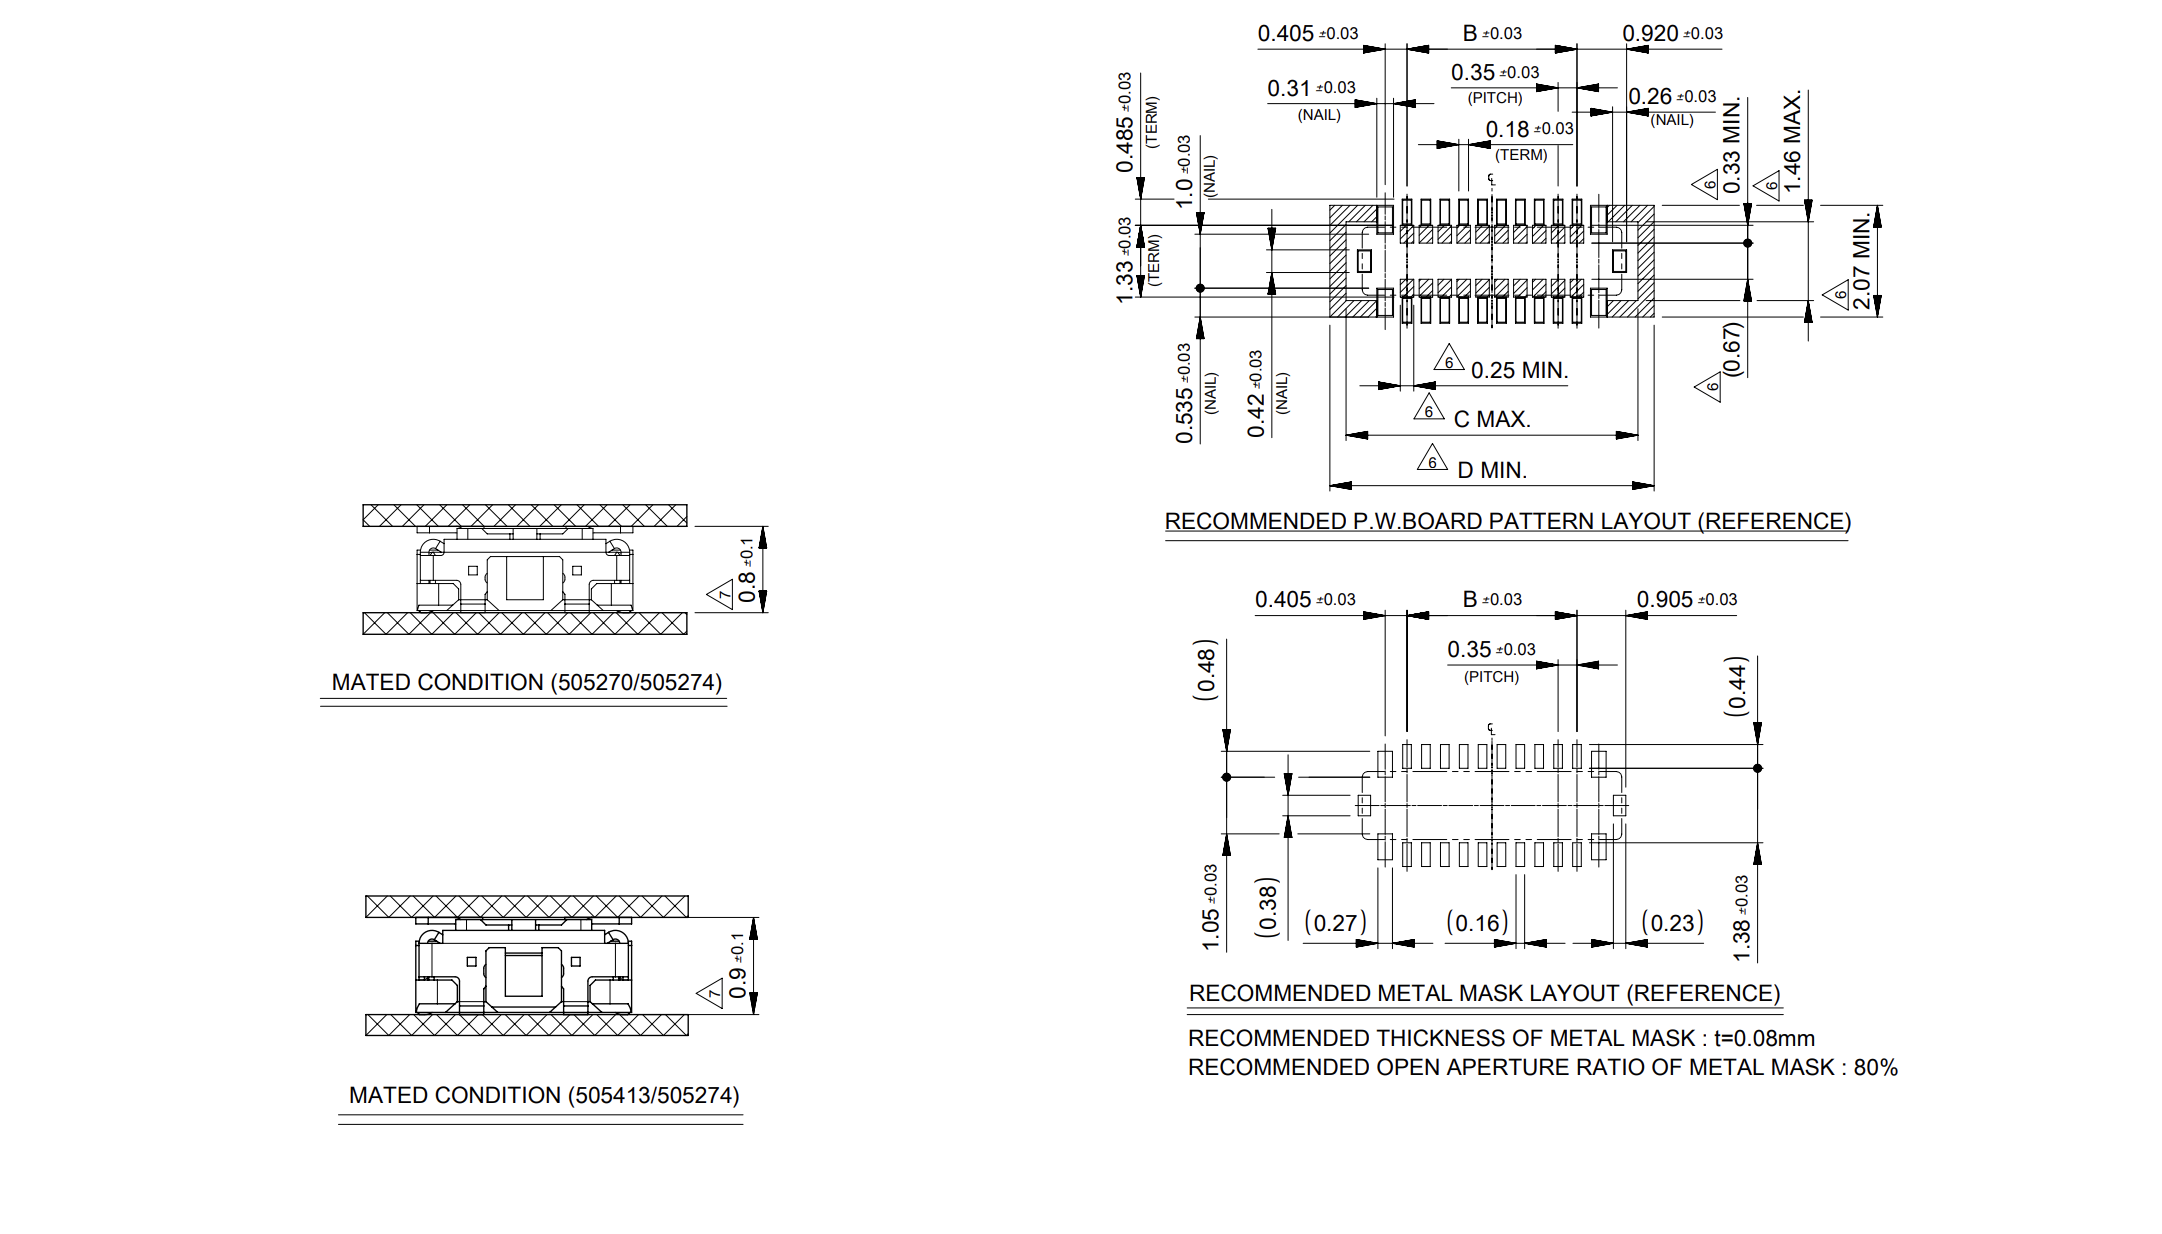 0.405 ±0.03
B ±0.03
0.920 ±0.03
0.35 ±0.03
(PITCH)
0.31 ±0.03
(NAIL)
0.26 ±0.03
(NAIL)
0.18 ±0.03
(TERM)
0.485 ±0.03
(TERM)
1.0 ±0.03
(NAIL)
1.33 ±0.03
(TERM)
0.535 ±0.03
(NAIL)
0.42 ±0.03
(NAIL)
6 0.33 MIN.
6 1.46 MAX.
6 2.07 MIN.
6 (0.67)
6 0.25 MIN.
6 C MAX.
6 D MIN.
RECOMMENDED P.W.BOARD PATTERN LAYOUT (REFERENCE)
7 0.8 ±0.1
MATED CONDITION (505270/505274)
7 0.9 ±0.1
MATED CONDITION (505413/505274)
0.405 ±0.03
B ±0.03
0.905 ±0.03
0.35 ±0.03
(PITCH)
(0.48)
(0.44)
1.05 ±0.03
(0.38)
(0.27)
(0.16)
(0.23)
1.38 ±0.03
RECOMMENDED METAL MASK LAYOUT (REFERENCE)
RECOMMENDED THICKNESS OF METAL MASK : t=0.08mm
RECOMMENDED OPEN APERTURE RATIO OF METAL MASK : 80%